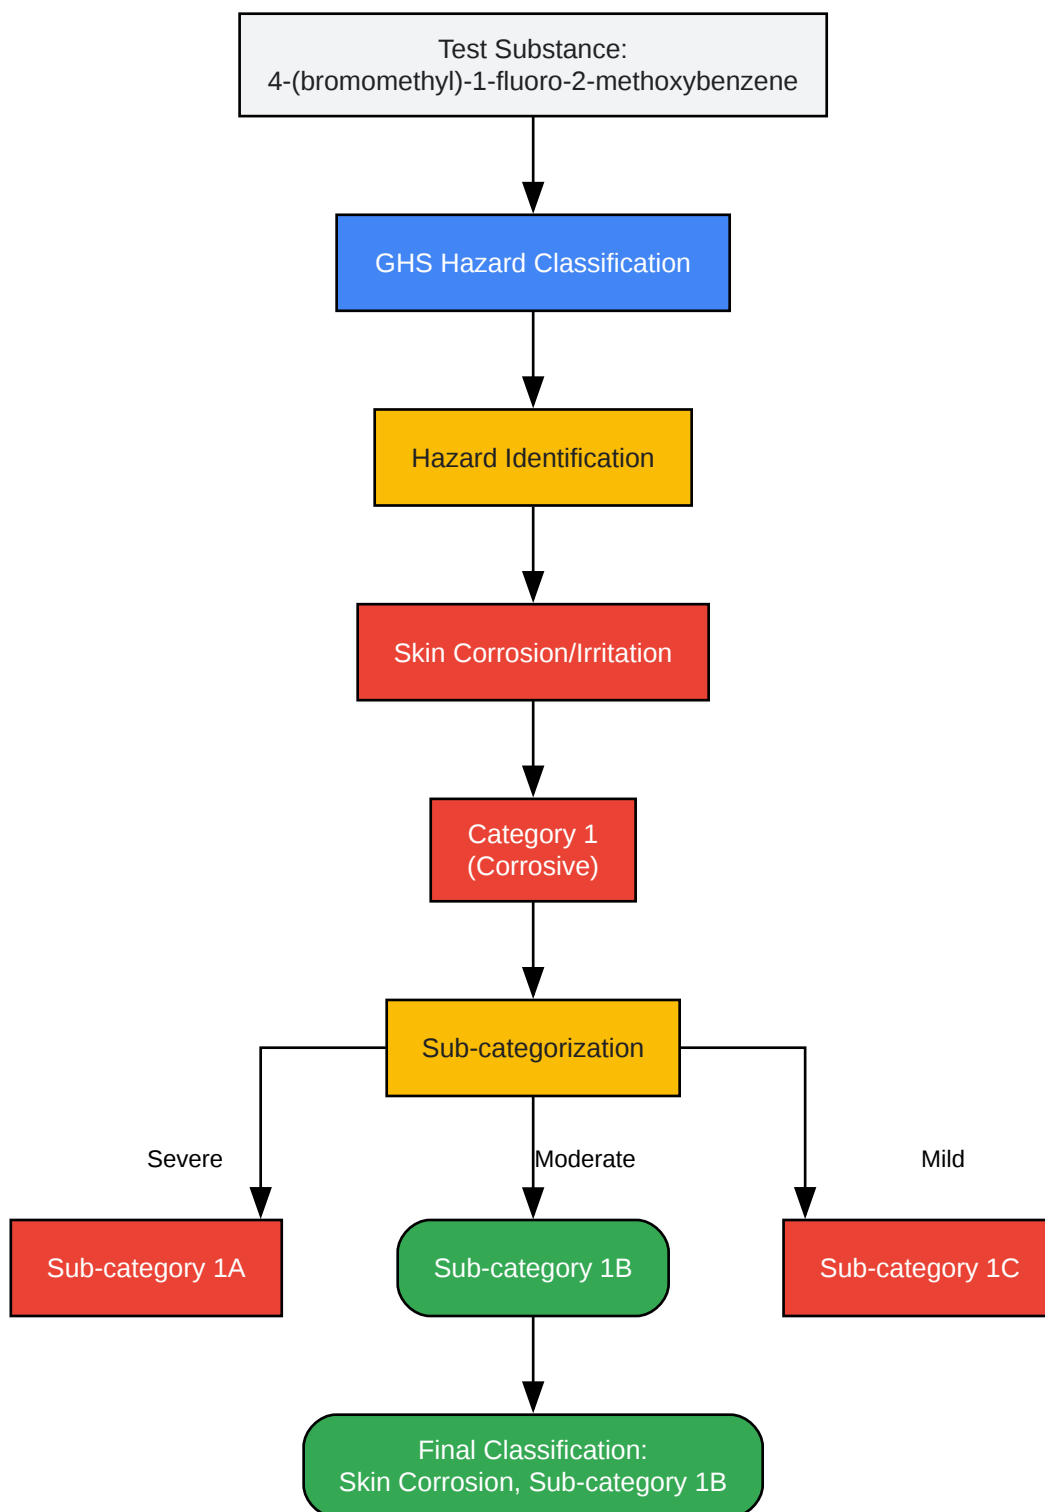 Test Substance:
4-(bromomethyl)-1-fluoro-2-methoxybenzene
GHS Hazard Classification
Hazard Identification
Skin Corrosion/Irritation
Category 1
(Corrosive)
Sub-categorization
Severe
Moderate
Mild
Sub-category 1A
Sub-category 1B
Sub-category 1C
Final Classification:
Skin Corrosion, Sub-category 1B